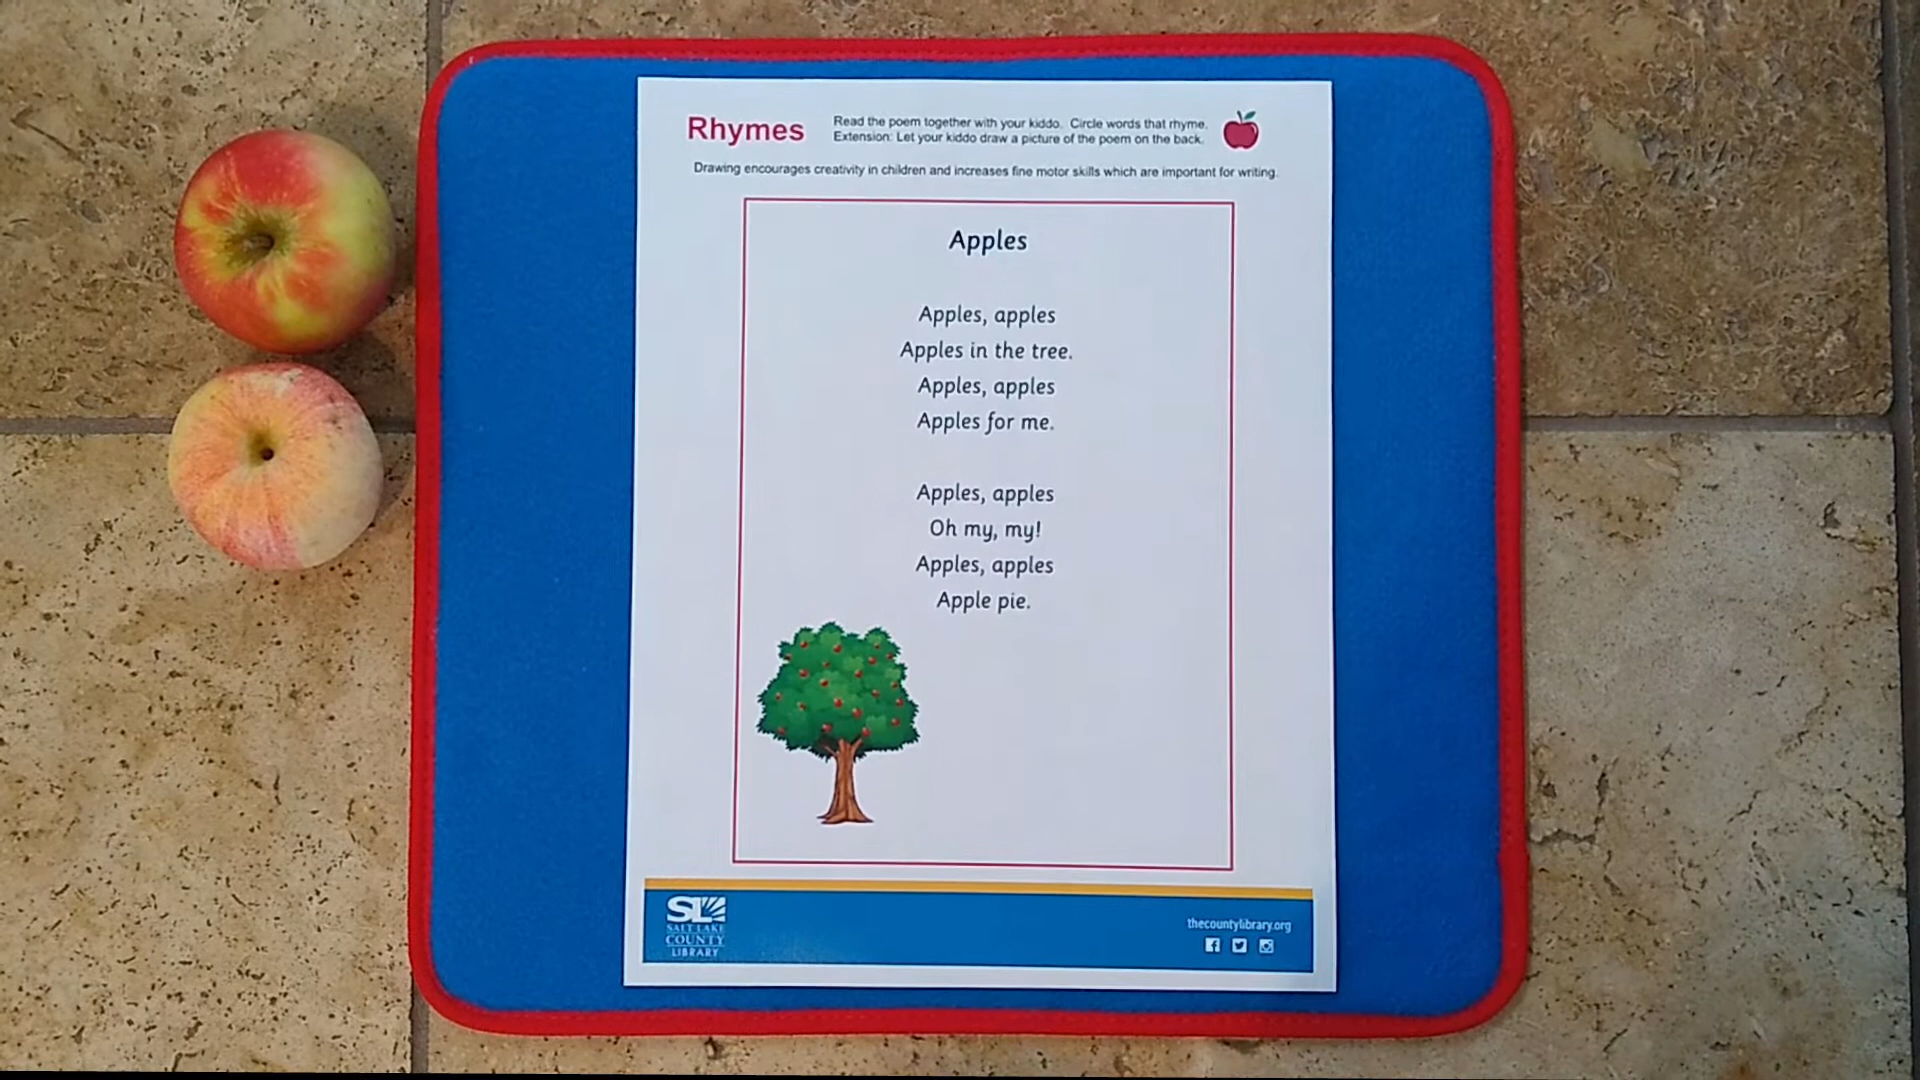 Rhymes
Read the poem together with your kiddo. Circle words that rhyme.
Extension: Let your kiddo draw a picture of the poem on the back.
Drawing encourages creativity in children and increases fine motor skills which are important for writing.
Apples
Apples, apples
Apples in the tree.
Apples, apples
Apples for me.
Apples, apples
Oh my, my!
Apples, apples
Apple pie.
SL
SALT LAKE
COUNTY
LIBRARY
thecountylibrary.org